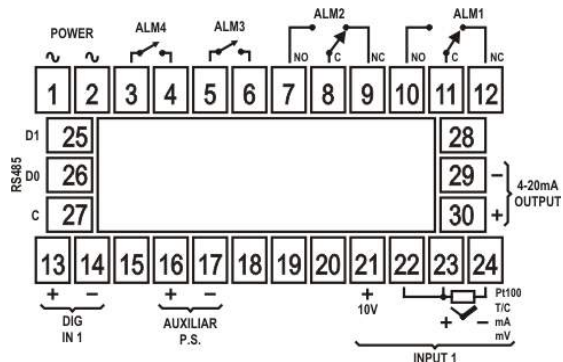 POWER ALM4 ALM3 ALM2 ALM1
NO C NC NO C NC
1 2 3 4 5 6 7 8 9 10 11 12
D1 25 28
RS485
D0 26 29 − 4-20mA
OUTPUT
C 27 30 +
13 14 15 16 17 18 19 20 21 22 23 24
+ − + − + Pt100
10V T/C
+ − mA
mV
DIG
IN 1
AUXILIAR
P.S.
INPUT 1